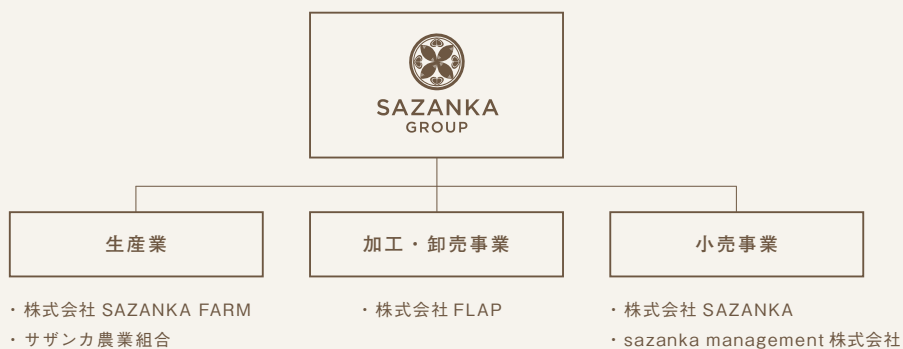 SAZANKA
GROUP
生産業
加工・卸売事業
小売事業
・株式会社 SAZANKA FARM
・サザンカ農業組合
・株式会社 FLAP
・株式会社 SAZANKA
・sazanka management 株式会社